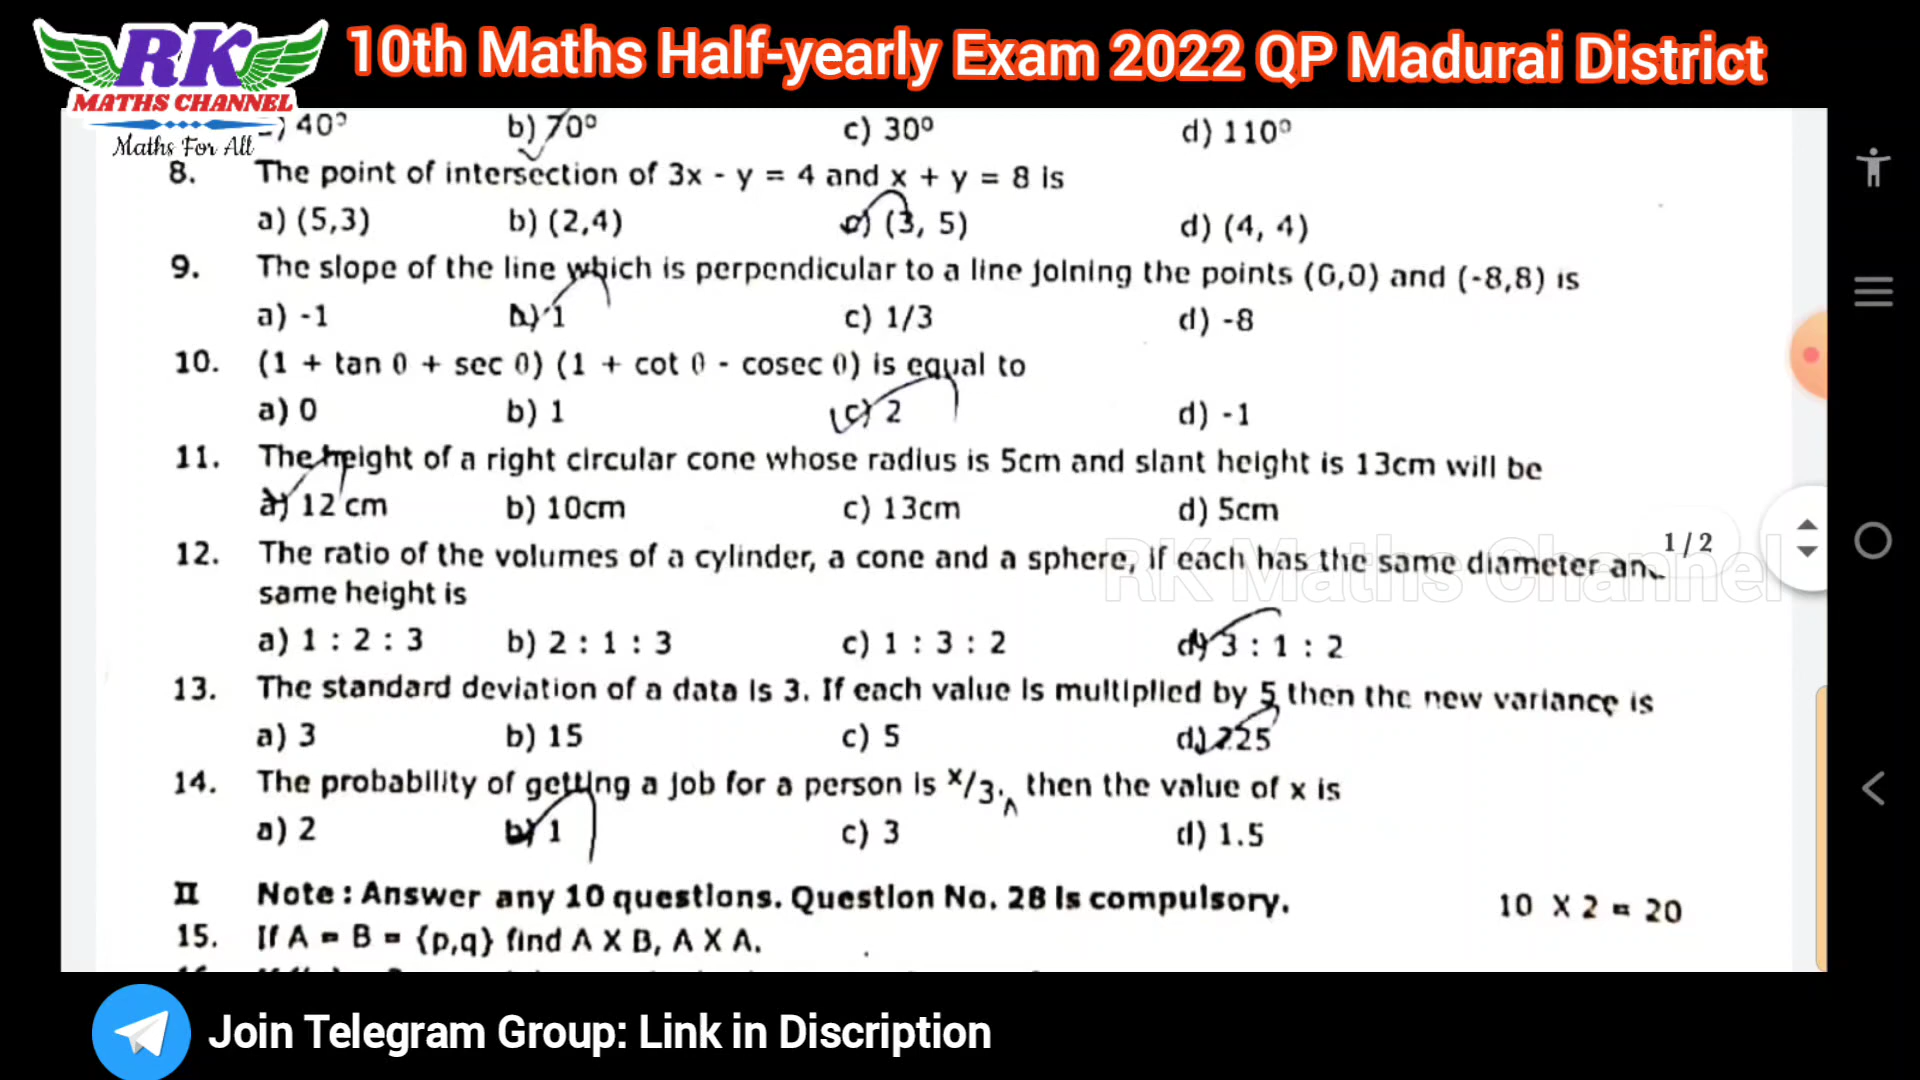 RK
MATHS CHANNEL
Maths For All
10th Maths Half-yearly Exam 2022 QP Madurai District
) 40° b) 70° c) 30° d) 110°
8. The point of intersection of 3x - y = 4 and x + y = 8 is
a) (5,3) b) (2,4) c) (3, 5) d) (4, 4)
9. The slope of the line which is perpendicular to a line joining the points (0,0) and (-8,8) is
a) -1 b) 1 c) 1/3 d) -8
10. (1 + tan θ + sec θ) (1 + cot θ - cosec θ) is equal to
a) 0 b) 1 c) 2 d) -1
11. The height of a right circular cone whose radius is 5cm and slant height is 13cm will be
a) 12 cm b) 10cm c) 13cm d) 5cm
12. The ratio of the volumes of a cylinder, a cone and a sphere, if each has the same diameter an
same height is
1 / 2
RK Maths Channel
a) 1 : 2 : 3 b) 2 : 1 : 3 c) 1 : 3 : 2 d) 3 : 1 : 2
13. The standard deviation of a data is 3. If each value is multiplied by 5 then the new variance is
a) 3 b) 15 c) 5 d) 225
14. The probability of getting a job for a person is x/3. then the value of x is
a) 2 b) 1 c) 3 d) 1.5
II Note : Answer any 10 questions. Question No. 28 is compulsory. 10 X 2 = 20
15. If A = B = {p,q} find A X B, A X A.
Join Telegram Group: Link in Discription